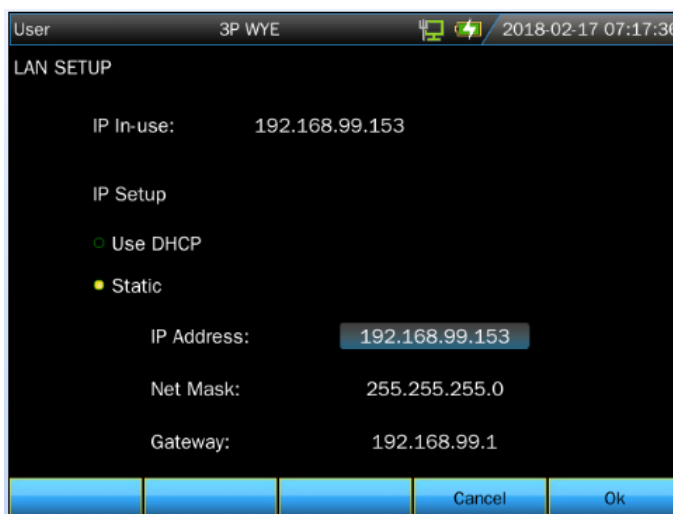 User 3P WYE 2018-02-17 07:17:36
LAN SETUP
IP In-use: 192.168.99.153
IP Setup
Use DHCP
Static
IP Address: 192.168.99.153
Net Mask: 255.255.255.0
Gateway: 192.168.99.1
Cancel Ok